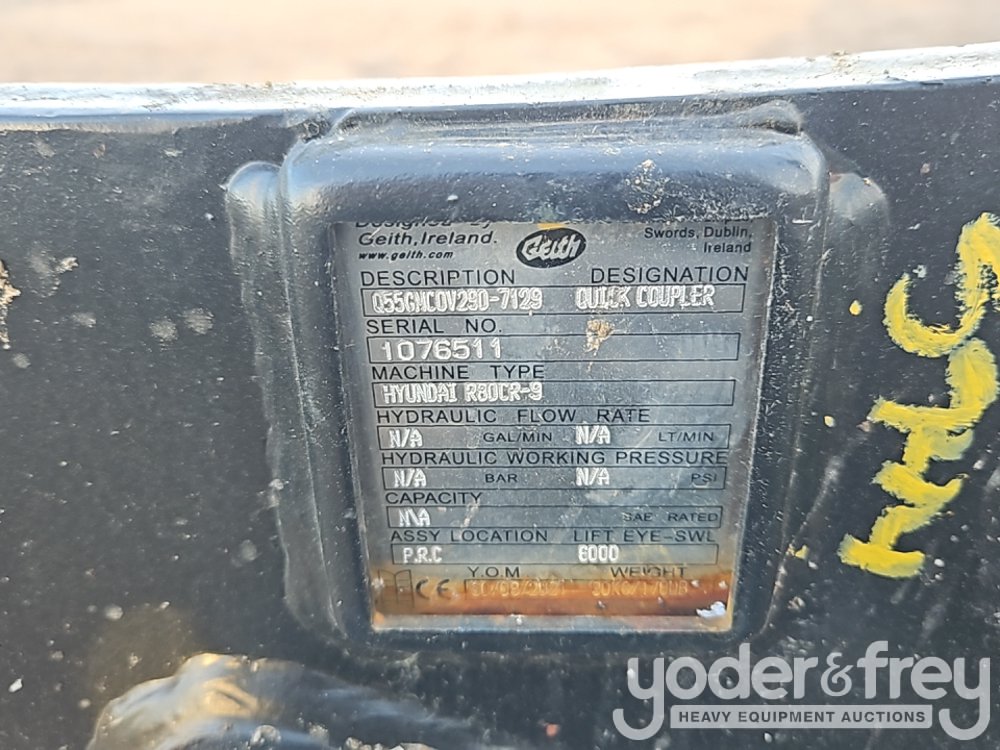 Designed by
Geith, Ireland.
www.geith.com
Geith
Swords, Dublin,
Ireland
DESCRIPTION DESIGNATION
QUICK COUPLER
SERIAL NO.
1076511
MACHINE TYPE
HYUNDAI R80CR-9
HYDRAULIC FLOW RATE
N/A GAL/MIN N/A LT/MIN
HYDRAULIC WORKING PRESSURE
N/A BAR N/A PSI
CAPACITY
N\A SAE RATED
ASSY LOCATION LIFT EYE-SWL
P.R.C 6000
Y.O.M WEIGHT
CE
yoder&frey
HEAVY EQUIPMENT AUCTIONS